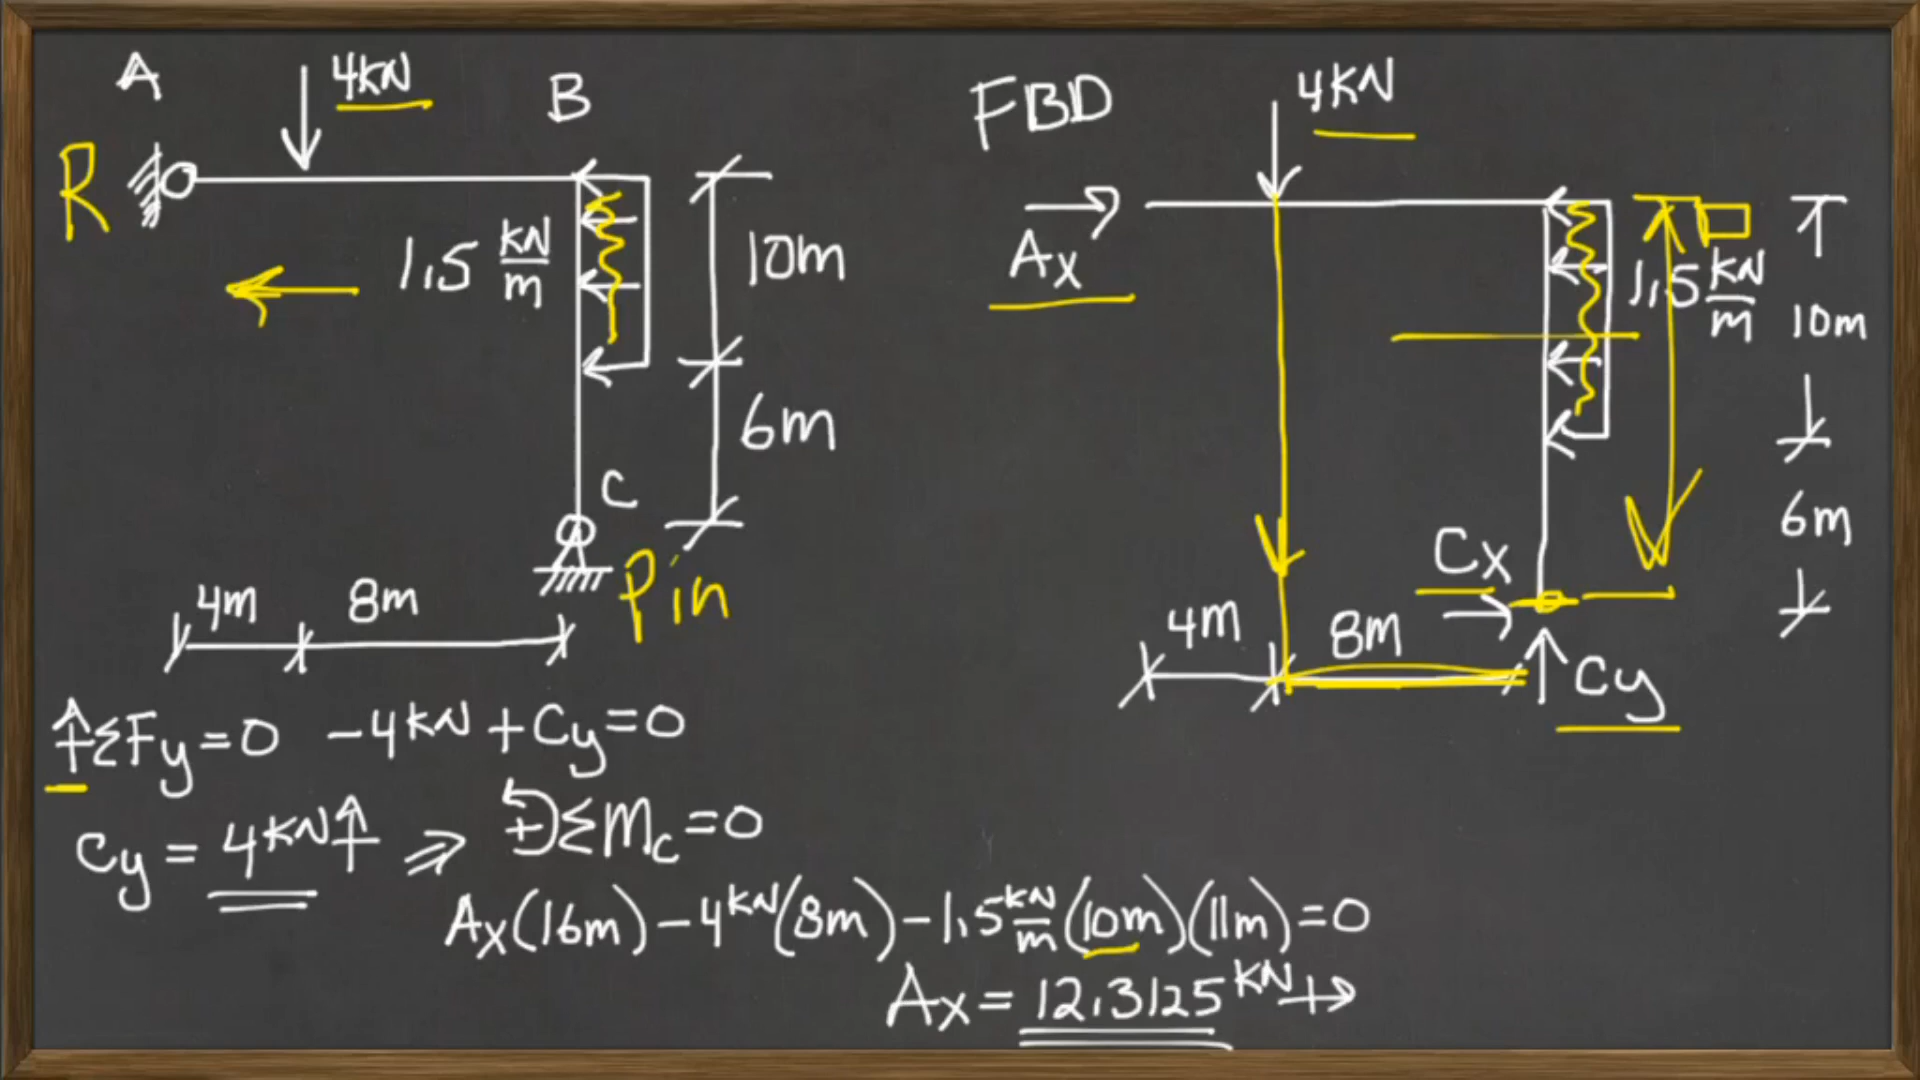 A
4kN
B
R
1.5 kN/m
10m
6m
C
Pin
4m 8m
FBD
4kN
Ax
1.5 kN/m
10m
6m
Cx
4m 8m
Cy
↑+ΣFy=0 -4kN+Cy=0
Cy = 4kN↑ ⇒ ↺+ΣMc=0
Ax(16m)-4kN(8m)-1.5kN/m(10m)(11m)=0
Ax = 12.3125kN→